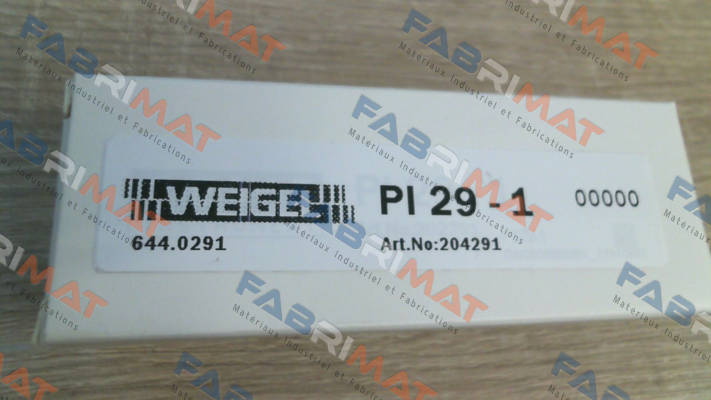 WEIGEL
PI 29 - 1
00000
644.0291
Art.No:204291
FABRIMAT
Matériaux Industriel et Fabrications